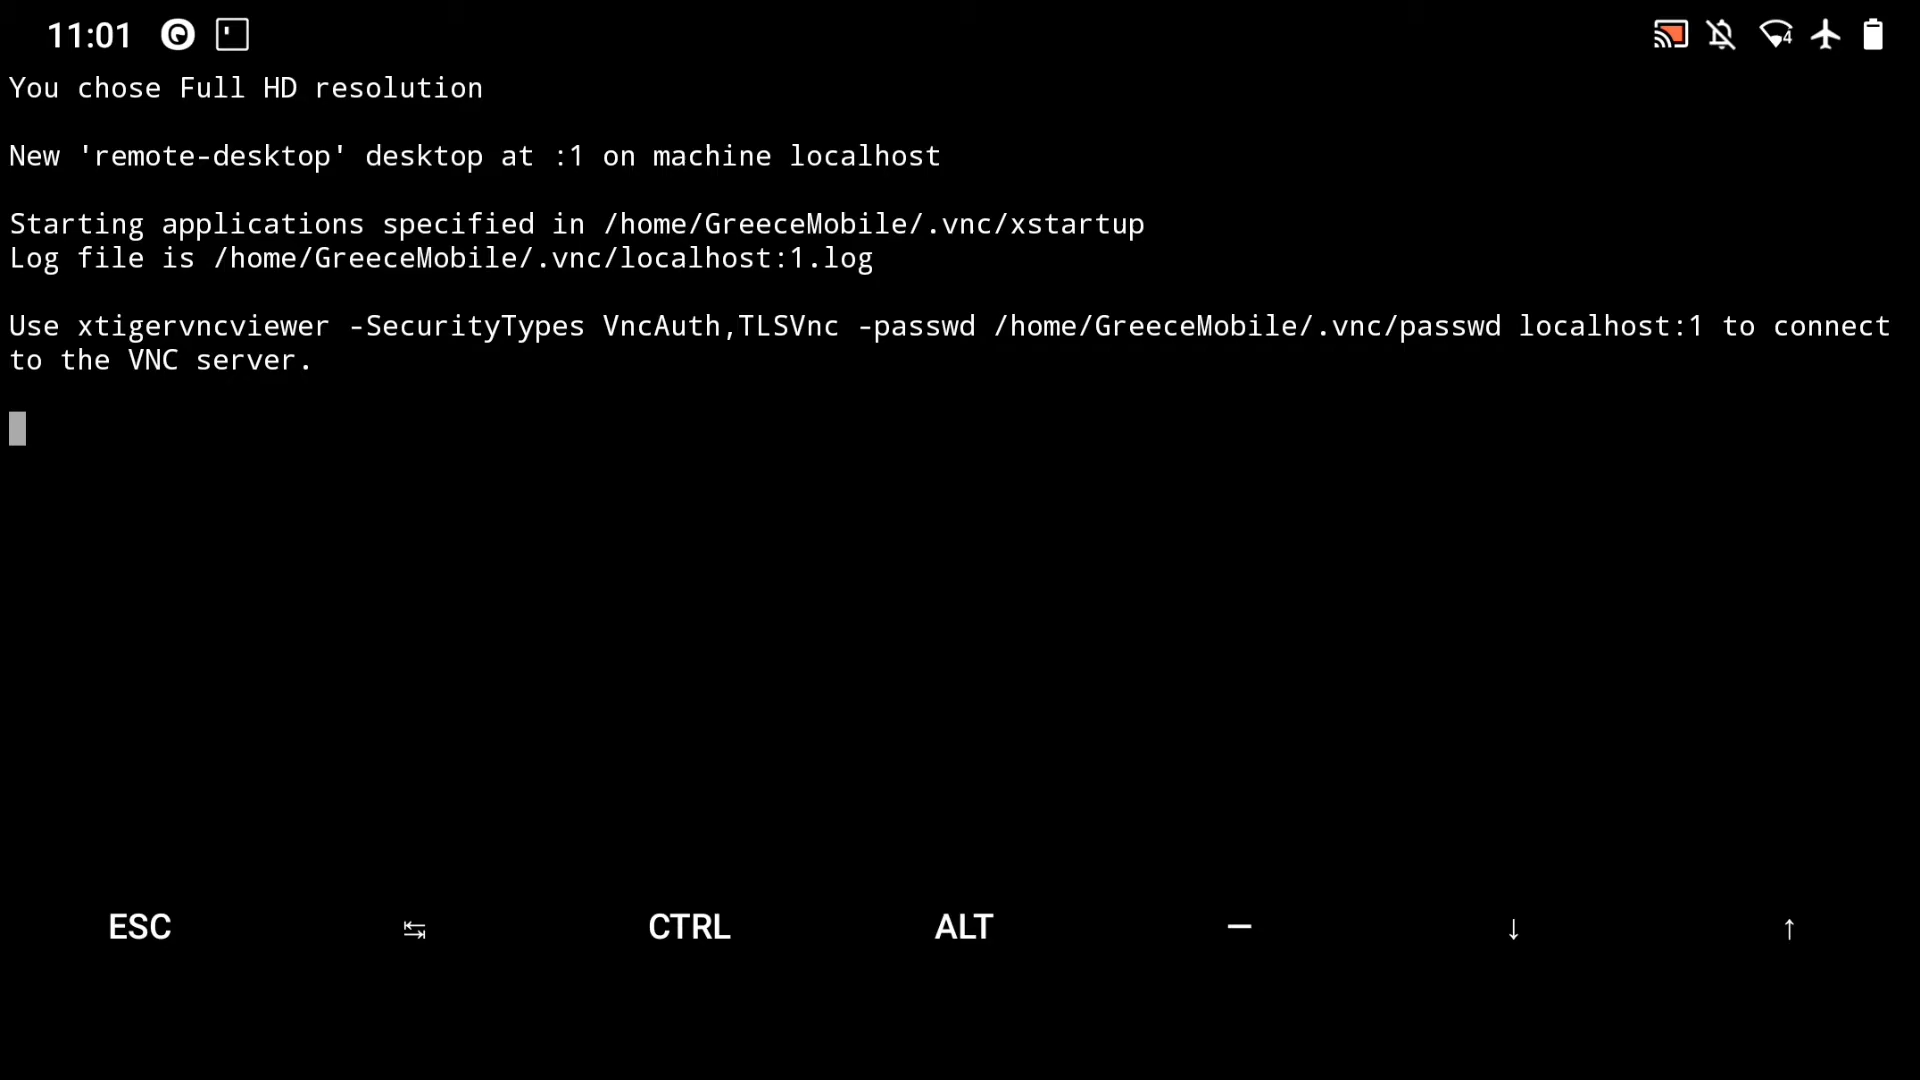 11:01
You chose Full HD resolution
New 'remote-desktop' desktop at :1 on machine localhost
Starting applications specified in /home/GreeceMobile/.vnc/xstartup
Log file is /home/GreeceMobile/.vnc/localhost:1.log
Use xtigervncviewer -SecurityTypes VncAuth,TLSVnc -passwd /home/GreeceMobile/.vnc/passwd localhost:1 to connect
to the VNC server.
ESC ↹ CTRL ALT — ↓ ↑